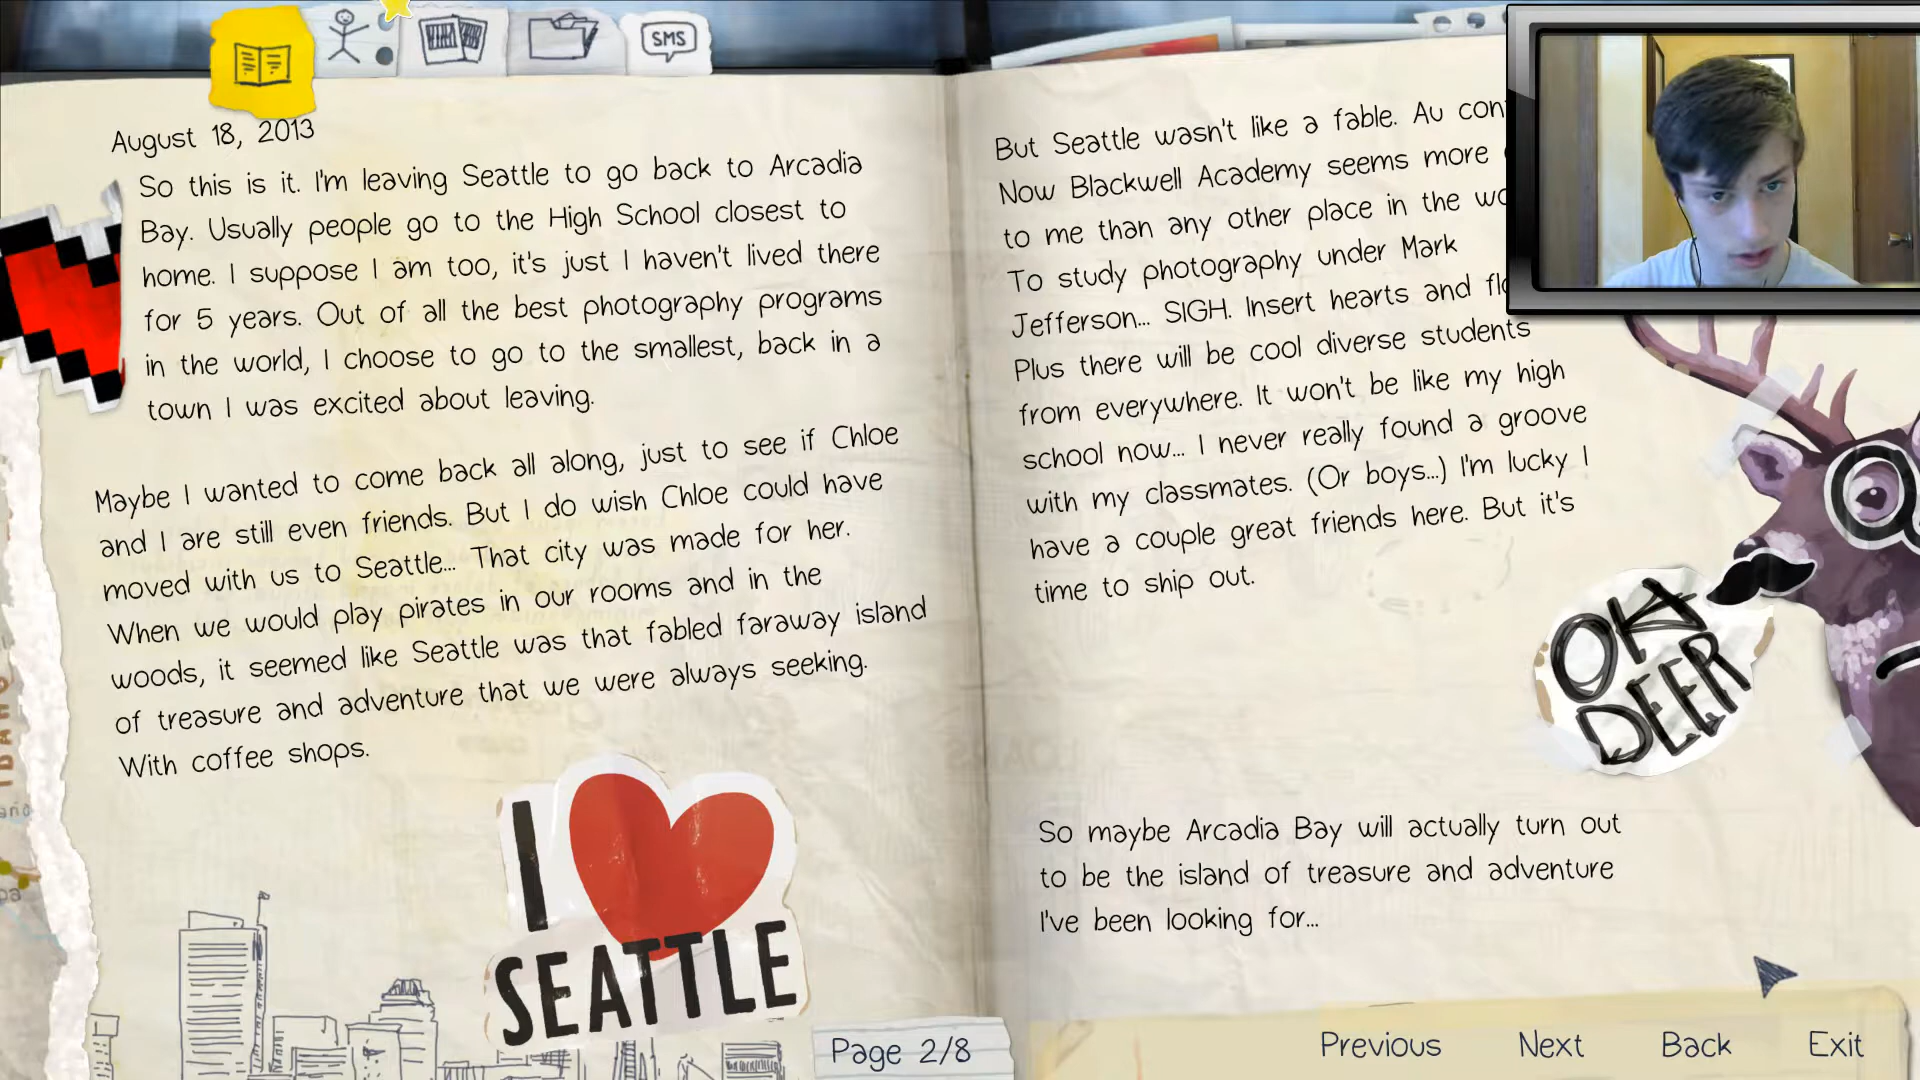 SMS
August 18, 2013
So this is it. I'm leaving Seattle to go back to Arcadia
Bay. Usually people go to the High School closest to
home. I suppose I am too, it's just I haven't lived there
for 5 years. Out of all the best photography programs
in the world, I choose to go to the smallest, back in a
town I was excited about leaving.
Maybe I wanted to come back all along, just to see if Chloe
and I are still even friends. But I do wish Chloe could have
moved with us to Seattle... That city was made for her.
When we would play pirates in our rooms and in the
woods, it seemed like Seattle was that fabled faraway island
of treasure and adventure that we were always seeking.
With coffee shops.
I
SEATTLE
Page 2/8
But Seattle wasn't like a fable. Au con
Now Blackwell Academy seems more
to me than any other place in the wo
To study photography under Mark
Jefferson... SIGH. Insert hearts and flo
Plus there will be cool diverse students
from everywhere. It won't be like my high
school now... I never really found a groove
with my classmates. (Or boys...) I'm lucky I
have a couple great friends here. But it's
time to ship out.
OH
DEER
So maybe Arcadia Bay will actually turn out
to be the island of treasure and adventure
I've been looking for...
Previous Next Back Exit